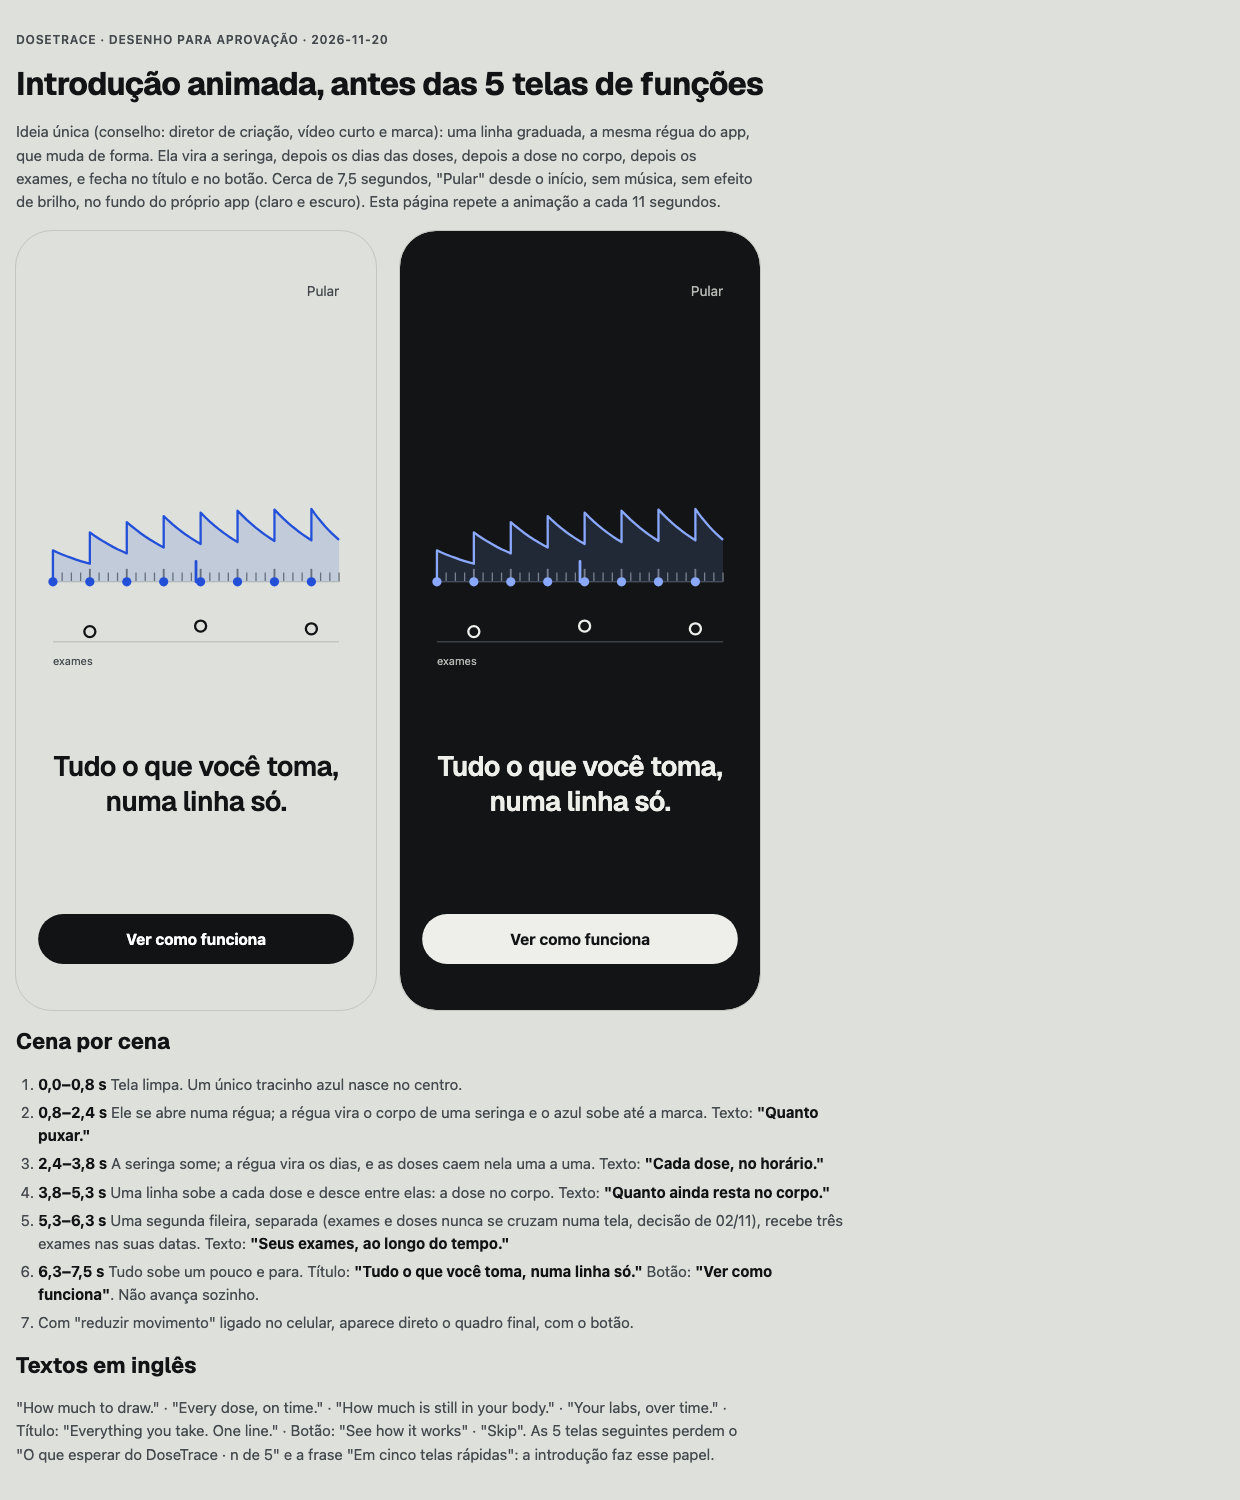 DOSETRACE · DESENHO PARA APROVAÇÃO · 2026-11-20
Introdução animada, antes das 5 telas de funções
Ideia única (conselho: diretor de criação, vídeo curto e marca): uma linha graduada, a mesma régua do app,
que muda de forma. Ela vira a seringa, depois os dias das doses, depois a dose no corpo, depois os
exames, e fecha no título e no botão. Cerca de 7,5 segundos, "Pular" desde o início, sem música, sem efeito
de brilho, no fundo do próprio app (claro e escuro). Esta página repete a animação a cada 11 segundos.
Pular
exames
Tudo o que você toma,
numa linha só.
Ver como funciona
Pular
exames
Tudo o que você toma,
numa linha só.
Ver como funciona
Cena por cena
1. 0,0–0,8 s Tela limpa. Um único tracinho azul nasce no centro.
2. 0,8–2,4 s Ele se abre numa régua; a régua vira o corpo de uma seringa e o azul sobe até a marca. Texto: "Quanto
puxar."
3. 2,4–3,8 s A seringa some; a régua vira os dias, e as doses caem nela uma a uma. Texto: "Cada dose, no horário."
4. 3,8–5,3 s Uma linha sobe a cada dose e desce entre elas: a dose no corpo. Texto: "Quanto ainda resta no corpo."
5. 5,3–6,3 s Uma segunda fileira, separada (exames e doses nunca se cruzam numa tela, decisão de 02/11), recebe três
exames nas suas datas. Texto: "Seus exames, ao longo do tempo."
6. 6,3–7,5 s Tudo sobe um pouco e para. Título: "Tudo o que você toma, numa linha só." Botão: "Ver como
funciona". Não avança sozinho.
7. Com "reduzir movimento" ligado no celular, aparece direto o quadro final, com o botão.
Textos em inglês
"How much to draw." · "Every dose, on time." · "How much is still in your body." · "Your labs, over time." ·
Título: "Everything you take. One line." · Botão: "See how it works" · "Skip". As 5 telas seguintes perdem o
"O que esperar do DoseTrace · n de 5" e a frase "Em cinco telas rápidas": a introdução faz esse papel.